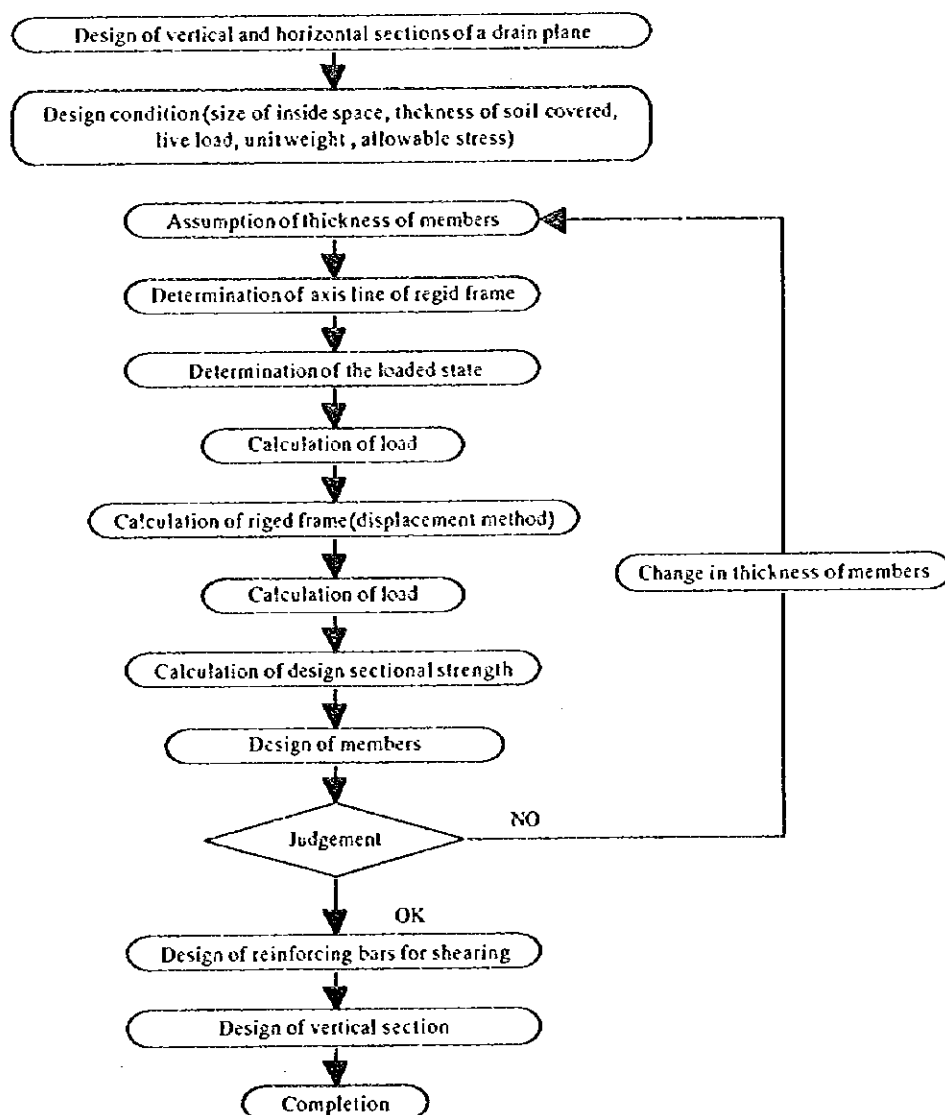 Design of vertical and horizontal sections of a drain plane
Design condition (size of inside space, thckness of soil covered,
live load, unit weight, allowable stress)
Assumption of thickness of members
Determination of axis line of regid frame
Determination of the loaded state
Calculation of load
Calculation of riged frame (displacement method)
Change in thickness of members
Calculation of load
Calculation of design sectional strength
Design of members
Judgement
NO
OK
Design of reinforcing bars for shearing
Design of vertical section
Completion